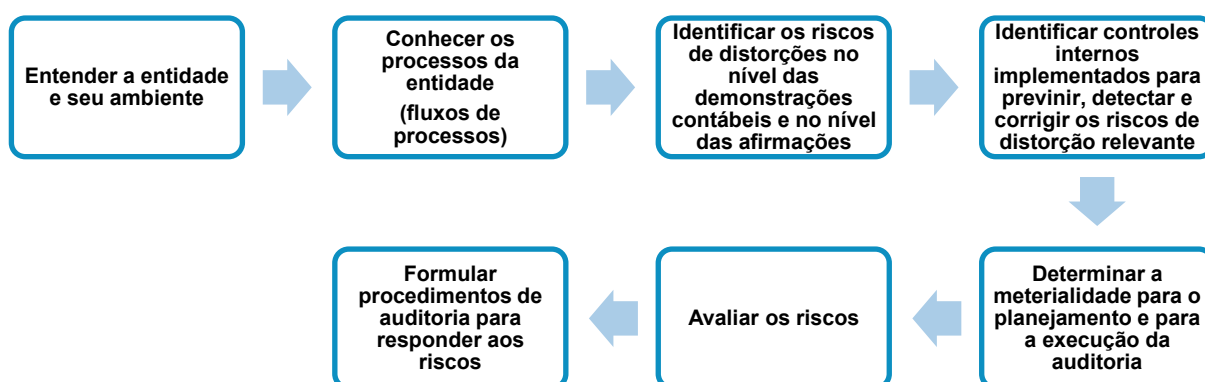 Entender a entidade
e seu ambiente
Conhecer os
processos da
entidade
(fluxos de
processos)
Identificar os riscos
de distorções no
nível das
demonstrações
contábeis e no nível
das afirmações
Identificar controles
internos
implementados para
previnir, detectar e
corrigir os riscos de
distorção relevante
Determinar a
meterialidade para o
planejamento e para
a execução da
auditoria
Avaliar os riscos
Formular
procedimentos de
auditoria para
responder aos
riscos